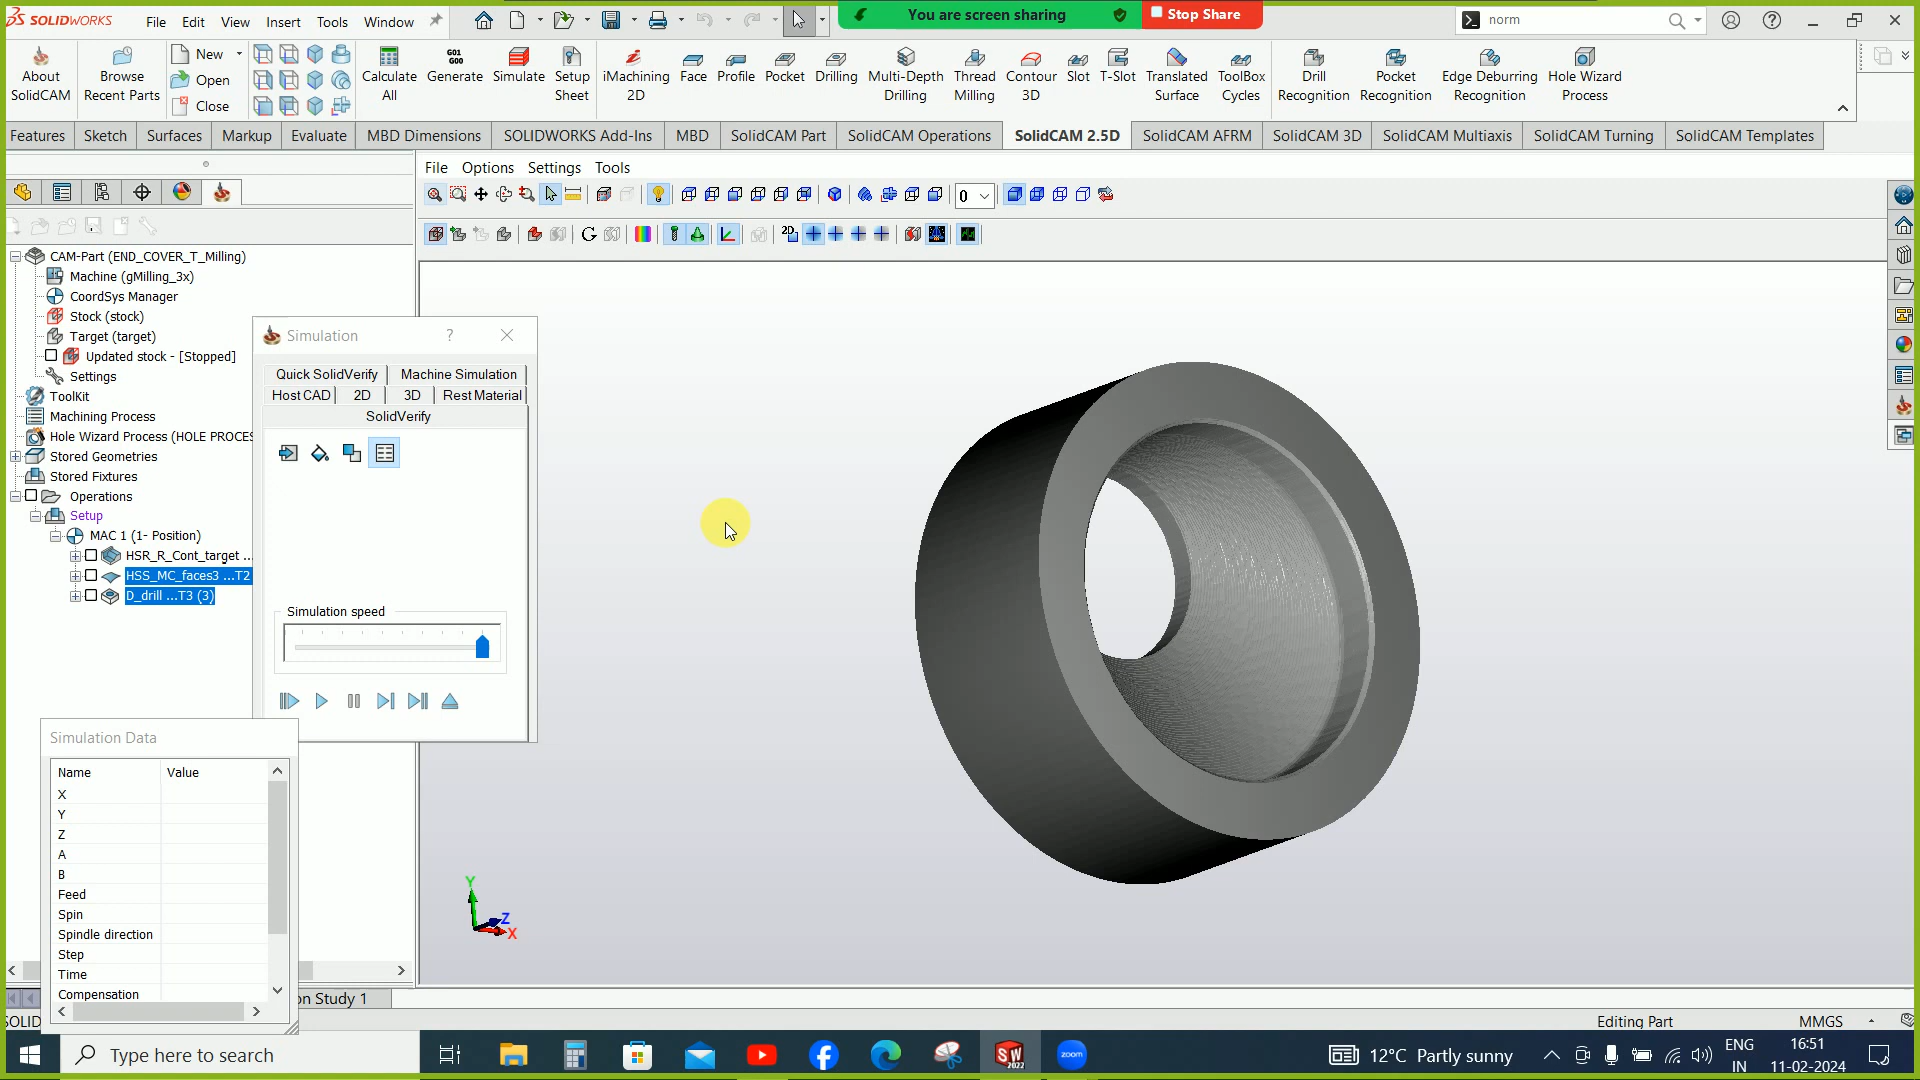 SOLIDWORKS File Edit View Insert Tools Window
You are screen sharing Stop Share
norm
About SolidCAM
Browse Recent Parts
New
Open
Close
Calculate All
G01 G00 Generate
Simulate
Setup Sheet
iMachining 2D
Face
Profile
Pocket
Drilling
Multi-Depth Drilling
Thread Milling
Contour 3D
Slot
T-Slot
Translated Surface
ToolBox Cycles
Drill Recognition
Pocket Recognition
Edge Deburring Recognition
Hole Wizard Process
Features Sketch Surfaces Markup Evaluate MBD Dimensions SOLIDWORKS Add-Ins MBD SolidCAM Part SolidCAM Operations SolidCAM 2.5D SolidCAM AFRM SolidCAM 3D SolidCAM Multiaxis SolidCAM Turning SolidCAM Templates
File Options Settings Tools
0
2D
CAM-Part (END_COVER_T_Milling)
Machine (gMilling_3x)
CoordSys Manager
Stock (stock)
Target (target)
Updated stock - [Stopped]
Settings
ToolKit
Machining Process
Hole Wizard Process (HOLE PROCES
Stored Geometries
Stored Fixtures
Operations
Setup
MAC 1 (1- Position)
HSR_R_Cont_target ...
HSS_MC_faces3 ...T2
D_drill ...T3 (3)
Simulation ?
Quick SolidVerify Machine Simulation
Host CAD 2D 3D Rest Material
SolidVerify
Simulation speed
Simulation Data
Name Value
X
Y
Z
A
B
Feed
Spin
Spindle direction
Step
Time
Compensation
Y
Z
X
on Study 1
SOLID
Editing Part MMGS
Type here to search
SW 2022
zoom
12°C Partly sunny
ENG IN
16:51
11-02-2024